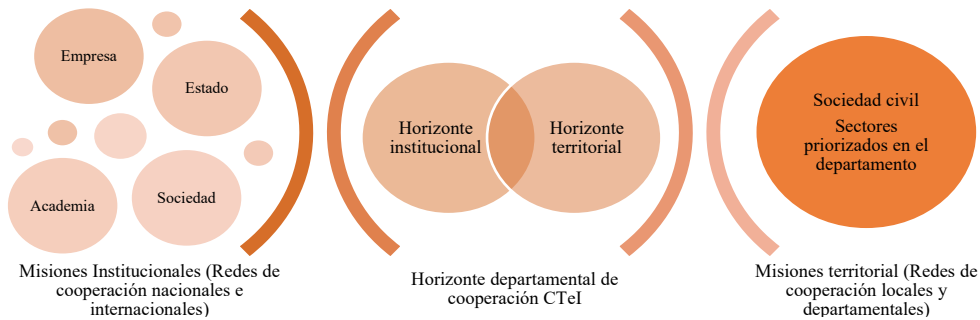 Empresa
Estado
Academia
Sociedad
Misiones Institucionales (Redes de
cooperación nacionales e
internacionales)
Horizonte
institucional
Horizonte
territorial
Horizonte departamental de
cooperación CTeI
Sociedad civil
Sectores
priorizados en el
departamento
Misiones territorial (Redes de
cooperación locales y
departamentales)